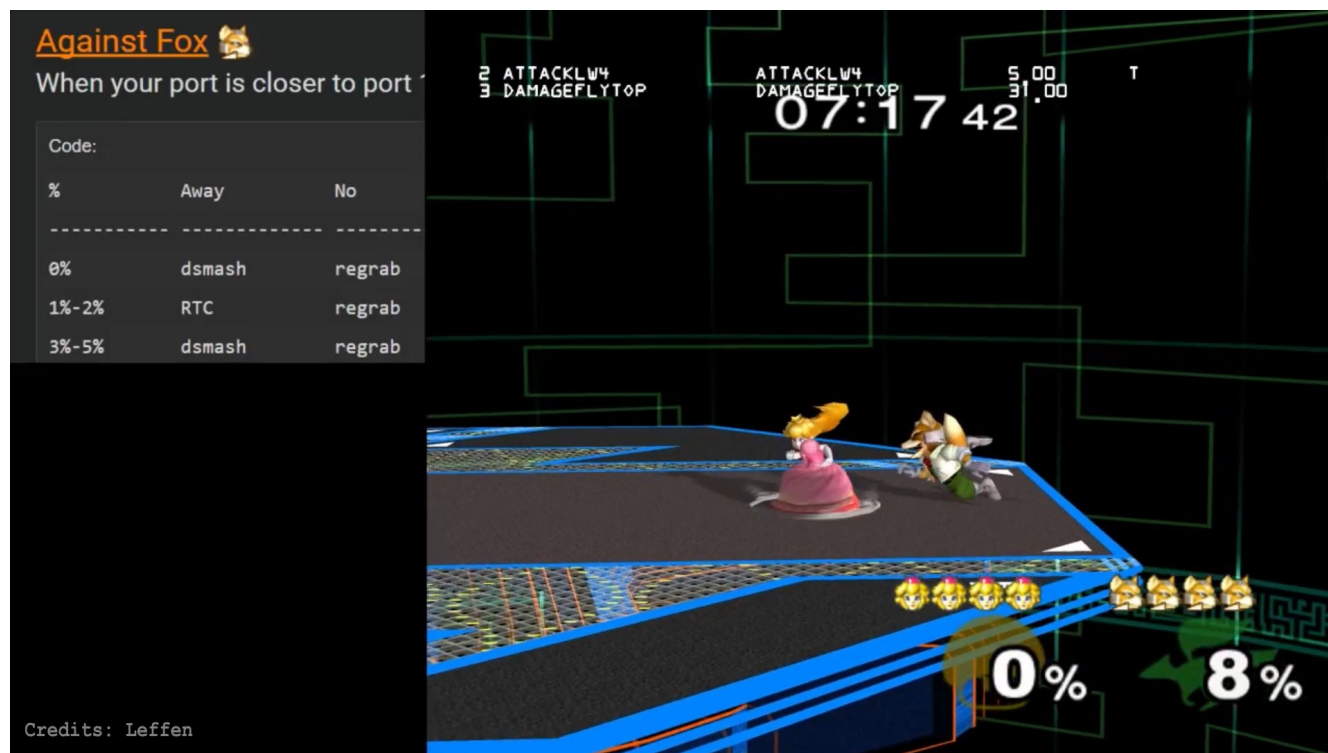 Against Fox
When your port is closer to port
Code:
% Away No
----------- ------------- --------
0% dsmash regrab
1%-2% RTC regrab
3%-5% dsmash regrab
2 ATTACKLW4 ATTACKLW4 5.00 T
3 DAMAGEFLYTOP DAMAGEFLYTOP 31.00
07:17 42
0% 8%
Credits: Leffen